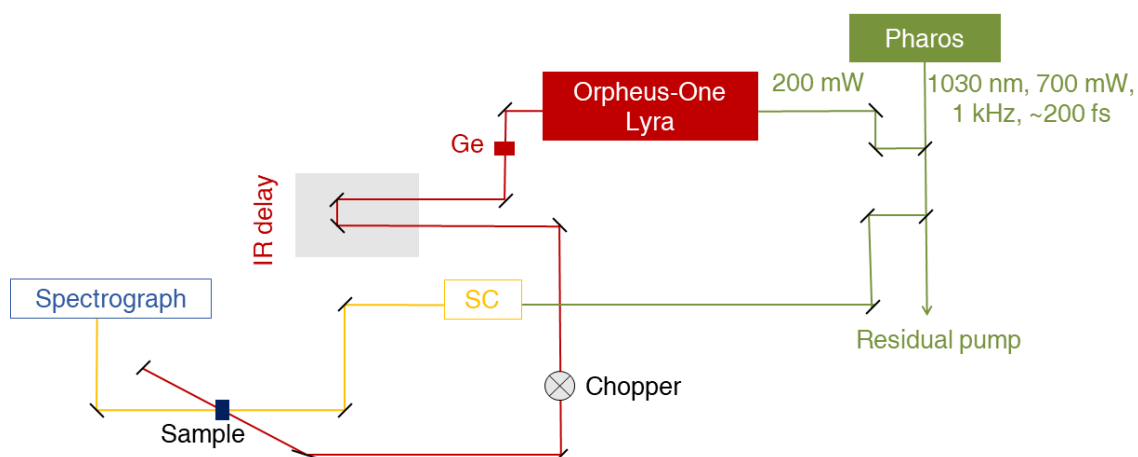 Pharos
Orpheus-One
Lyra
200 mW
1030 nm, 700 mW,
1 kHz, ~200 fs
Ge
IR delay
Spectrograph
SC
Residual pump
Chopper
Sample